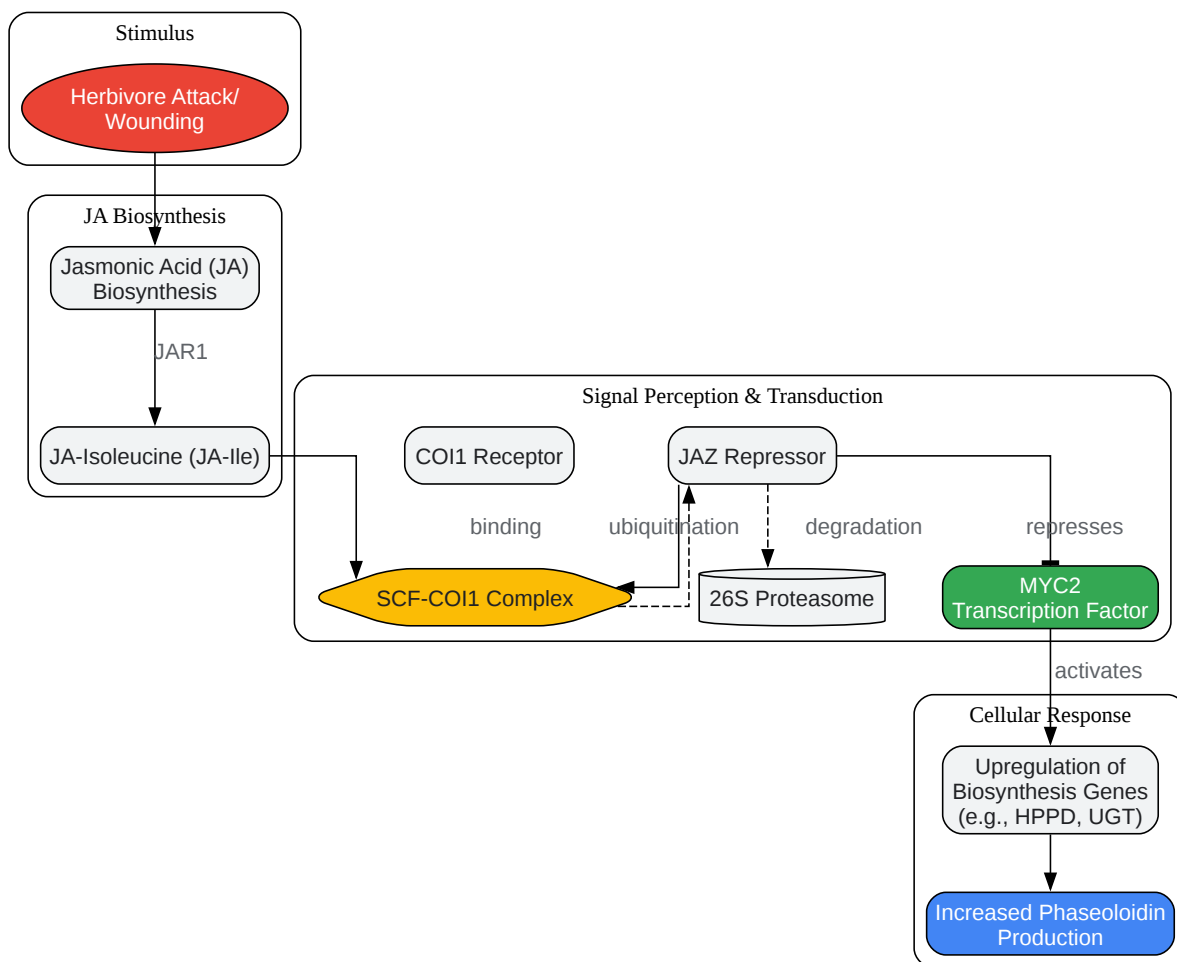 Stimulus
Herbivore Attack/
Wounding
JA Biosynthesis
Jasmonic Acid (JA)
Biosynthesis
JAR1
JA-Isoleucine (JA-Ile)
Signal Perception & Transduction
COI1 Receptor
JAZ Repressor
binding
ubiquitination
degradation
represses
SCF-COI1 Complex
26S Proteasome
MYC2
Transcription Factor
activates
Cellular Response
Upregulation of
Biosynthesis Genes
(e.g., HPPD, UGT)
Increased Phaseoloidin
Production